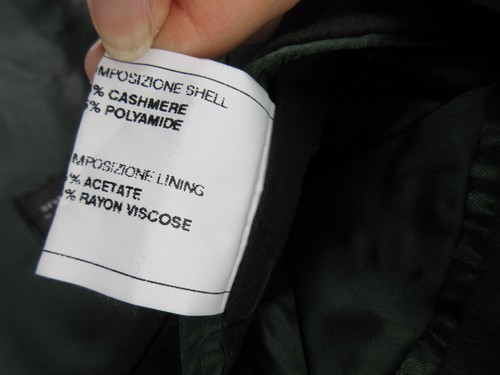 MPOSIZIONE SHELL
% CASHMERE
% POLYAMIDE
MPOSIZIONE LINING
% ACETATE
% RAYON VISCOSE